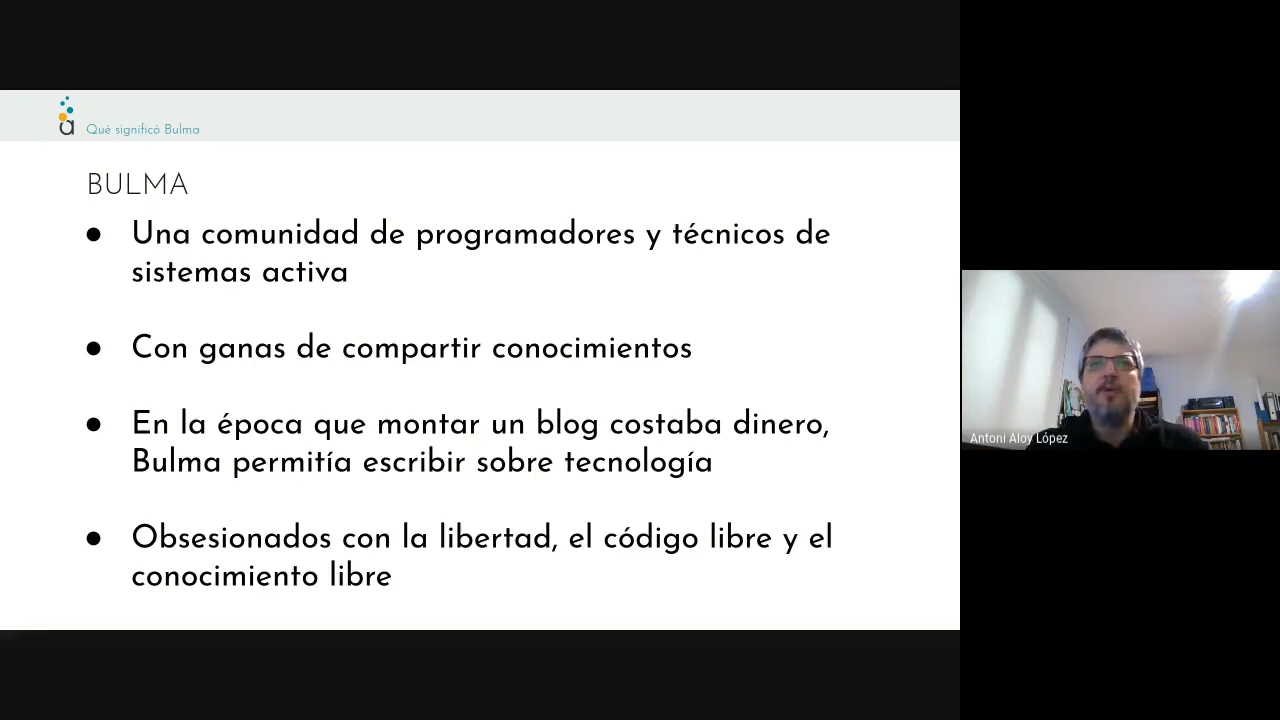 a
Qué significó Bulma
BULMA
● Una comunidad de programadores y técnicos de
sistemas activa
● Con ganas de compartir conocimientos
● En la época que montar un blog costaba dinero,
Bulma permitía escribir sobre tecnología
● Obsesionados con la libertad, el código libre y el
conocimiento libre
Antoni Aloy López